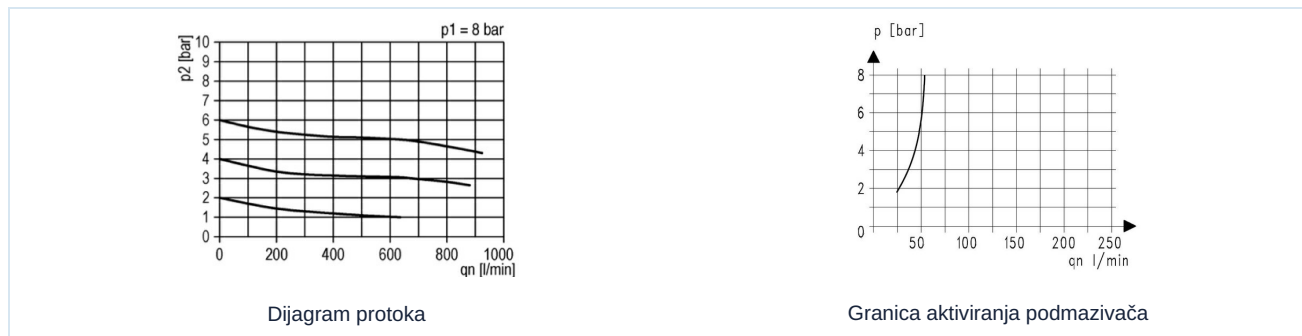 p1 = 8 bar
p2 [bar]
10
9
8
7
6
5
4
3
2
1
0
0 200 400 600 800 1000
qn [l/min]
Dijagram protoka
p [bar]
8
6
4
2
0
50 100 150 200 250
qn l/min
Granica aktiviranja podmazivača